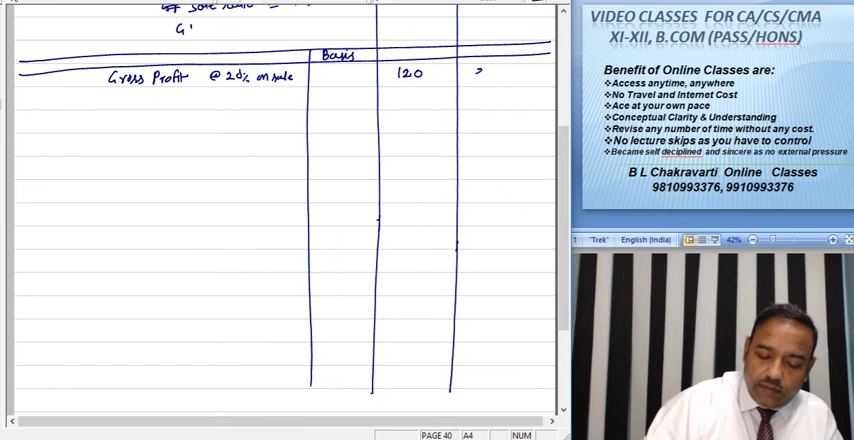 G'
Basis
Gross Profit @ 20% on sale 120
PAGE 40 A4 NUM
VIDEO CLASSES FOR CA/CS/CMA
XI-XII, B.COM (PASS/HONS)
Benefit of Online Classes are:
❖Access anytime, anywhere
❖No Travel and Internet Cost
❖Ace at your own pace
❖Conceptual Clarity & Understanding
❖Revise any number of time without any cost.
❖No lecture skips as you have to control
❖Became self deciplined and sincere as no external pressure
B L Chakravarti Online Classes
9810993376, 9910993376
1 "Trek" English (India) 42%